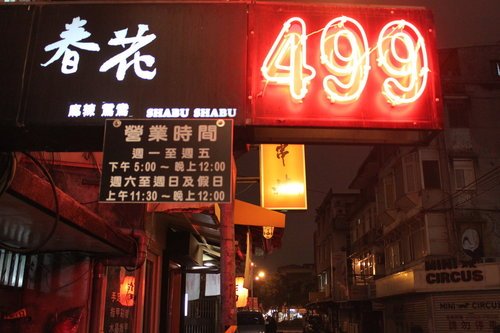 春花
499
麻辣 鴛鴦 SHABU SHABU
營業時間
週一至週五
下午5:00~晚上12:00
週六至週日及假日
上午11:30~晚上12:00
串
MINI
CIRCUS
MINI CIRCUS